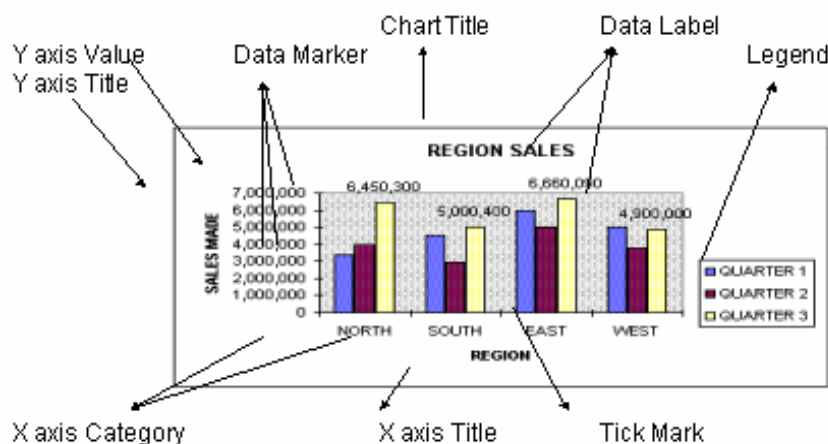 Chart Title
Data Label
Y axis Value
Data Marker
Legend
Y axis Title
REGION SALES
7,000,000
6,000,000
5,000,000
4,000,000
3,000,000
2,000,000
1,000,000
0
SALES MADE
6,450,300
5,000,400
6,660,090
4,900,000
QUARTER 1
QUARTER 2
QUARTER 3
NORTH
SOUTH
EAST
WEST
REGION
X axis Category
X axis Title
Tick Mark